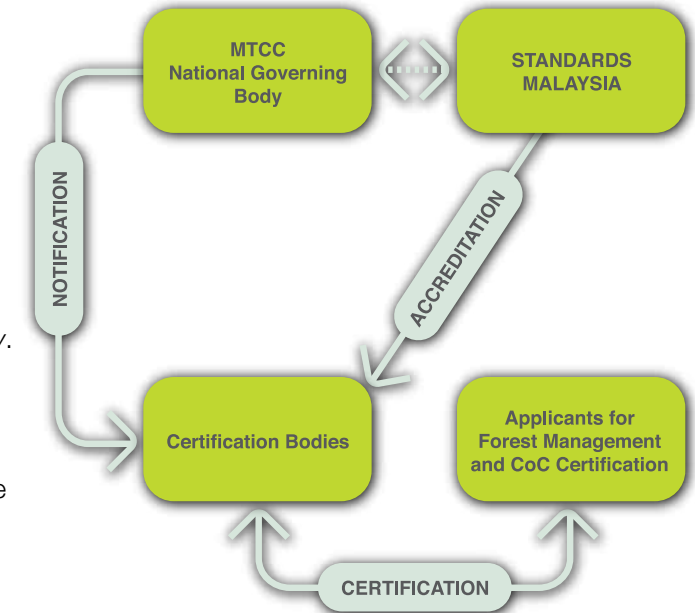 MTCC
National Governing
Body
STANDARDS
MALAYSIA
NOTIFICATION
ACCREDITATION
y.
Certification Bodies
Applicants for
Forest Management
and CoC Certification
e
CERTIFICATION